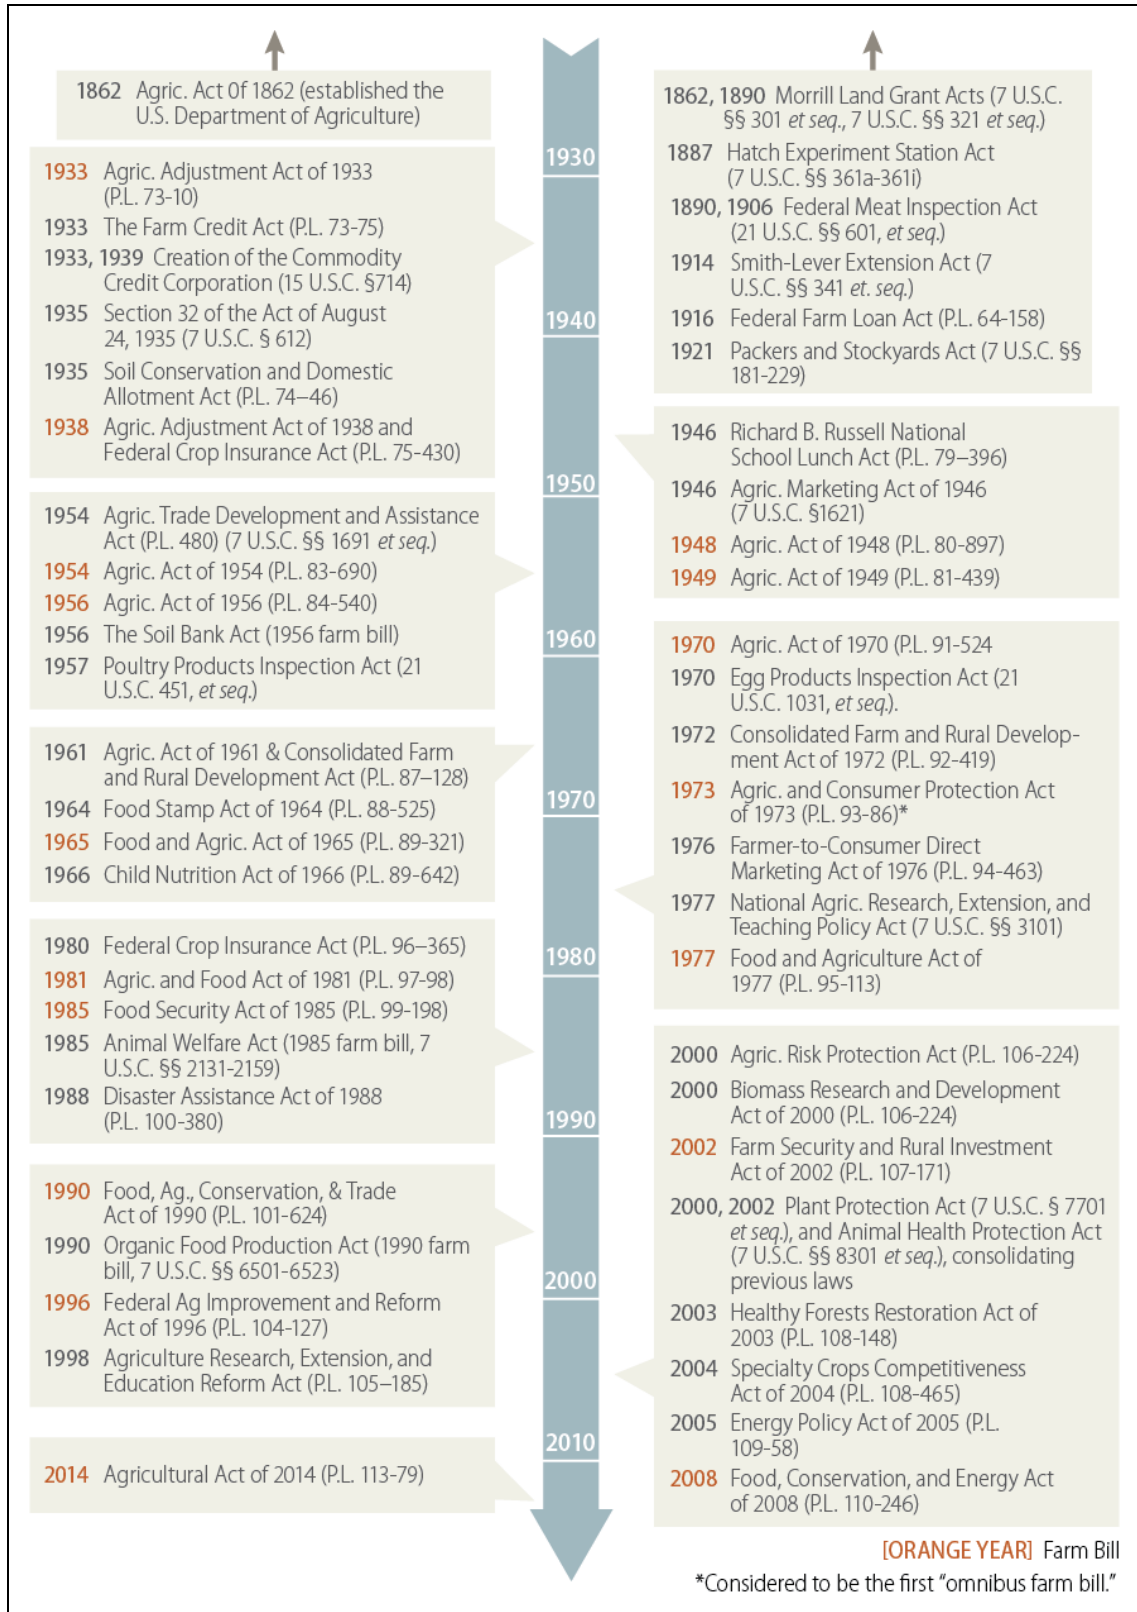 1862 Agric. Act 0f 1862 (established the
U.S. Department of Agriculture)
1933 Agric. Adjustment Act of 1933
(P.L. 73-10)
1933 The Farm Credit Act (P.L. 73-75)
1933, 1939 Creation of the Commodity
Credit Corporation (15 U.S.C. §714)
1935 Section 32 of the Act of August
24, 1935 (7 U.S.C. § 612)
1935 Soil Conservation and Domestic
Allotment Act (P.L. 74–46)
1938 Agric. Adjustment Act of 1938 and
Federal Crop Insurance Act (P.L. 75-430)
1954 Agric. Trade Development and Assistance
Act (P.L. 480) (7 U.S.C. §§ 1691 et seq.)
1954 Agric. Act of 1954 (P.L. 83-690)
1956 Agric. Act of 1956 (P.L. 84-540)
1956 The Soil Bank Act (1956 farm bill)
1957 Poultry Products Inspection Act (21
U.S.C. 451, et seq.)
1961 Agric. Act of 1961 & Consolidated Farm
and Rural Development Act (P.L. 87–128)
1964 Food Stamp Act of 1964 (P.L. 88-525)
1965 Food and Agric. Act of 1965 (P.L. 89-321)
1966 Child Nutrition Act of 1966 (P.L. 89-642)
1980 Federal Crop Insurance Act (P.L. 96–365)
1981 Agric. and Food Act of 1981 (P.L. 97-98)
1985 Food Security Act of 1985 (P.L. 99-198)
1985 Animal Welfare Act (1985 farm bill, 7
U.S.C. §§ 2131-2159)
1988 Disaster Assistance Act of 1988
(P.L. 100-380)
1990 Food, Ag., Conservation, & Trade
Act of 1990 (P.L. 101-624)
1990 Organic Food Production Act (1990 farm
bill, 7 U.S.C. §§ 6501-6523)
1996 Federal Ag Improvement and Reform
Act of 1996 (P.L. 104-127)
1998 Agriculture Research, Extension, and
Education Reform Act (P.L. 105–185)
2014 Agricultural Act of 2014 (P.L. 113-79)
1930
1940
1950
1960
1970
1980
1990
2000
2010
1862, 1890 Morrill Land Grant Acts (7 U.S.C.
§§ 301 et seq., 7 U.S.C. §§ 321 et seq.)
1887 Hatch Experiment Station Act
(7 U.S.C. §§ 361a-361i)
1890, 1906 Federal Meat Inspection Act
(21 U.S.C. §§ 601, et seq.)
1914 Smith-Lever Extension Act (7
U.S.C. §§ 341 et. seq.)
1916 Federal Farm Loan Act (P.L. 64-158)
1921 Packers and Stockyards Act (7 U.S.C. §§
181-229)
1946 Richard B. Russell National
School Lunch Act (P.L. 79–396)
1946 Agric. Marketing Act of 1946
(7 U.S.C. §1621)
1948 Agric. Act of 1948 (P.L. 80-897)
1949 Agric. Act of 1949 (P.L. 81-439)
1970 Agric. Act of 1970 (P.L. 91-524
1970 Egg Products Inspection Act (21
U.S.C. 1031, et seq.).
1972 Consolidated Farm and Rural Develop-
ment Act of 1972 (P.L. 92-419)
1973 Agric. and Consumer Protection Act
of 1973 (P.L. 93-86)*
1976 Farmer-to-Consumer Direct
Marketing Act of 1976 (P.L. 94-463)
1977 National Agric. Research, Extension, and
Teaching Policy Act (7 U.S.C. §§ 3101)
1977 Food and Agriculture Act of
1977 (P.L. 95-113)
2000 Agric. Risk Protection Act (P.L. 106-224)
2000 Biomass Research and Development
Act of 2000 (P.L. 106-224)
2002 Farm Security and Rural Investment
Act of 2002 (P.L. 107-171)
2000, 2002 Plant Protection Act (7 U.S.C. § 7701
et seq.), and Animal Health Protection Act
(7 U.S.C. §§ 8301 et seq.), consolidating
previous laws
2003 Healthy Forests Restoration Act of
2003 (P.L. 108-148)
2004 Specialty Crops Competitiveness
Act of 2004 (P.L. 108-465)
2005 Energy Policy Act of 2005 (P.L.
109-58)
2008 Food, Conservation, and Energy Act
of 2008 (P.L. 110-246)
[ORANGE YEAR] Farm Bill
*Considered to be the first “omnibus farm bill.”